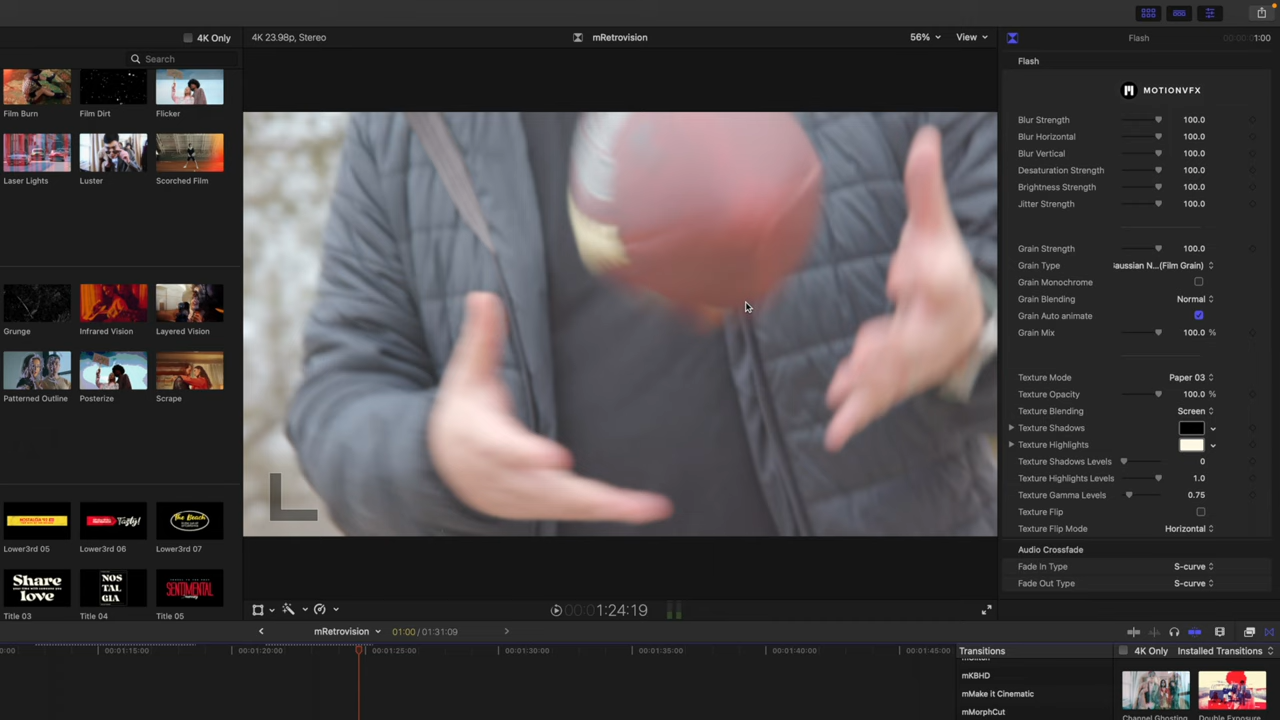 4K Only
4K 23.98p, Stereo
mRetrovision
56%
View
Flash
1:00
Search
Flash
MOTIONVFX
Film Burn
Film Dirt
Flicker
Laser Lights
Luster
Scorched Film
Grunge
Infrared Vision
Layered Vision
Patterned Outline
Posterize
Scrape
Lower3rd 05
Lower3rd 06
Lower3rd 07
Share love
NOS TAL GIA
SENTIMENTAL
Title 03
Title 04
Title 05
Blur Strength 100.0
Blur Horizontal 100.0
Blur Vertical 100.0
Desaturation Strength 100.0
Brightness Strength 100.0
Jitter Strength 100.0
Grain Strength 100.0
Grain Type aussian N...(Film Grain)
Grain Monochrome
Grain Blending Normal
Grain Auto animate
Grain Mix 100.0 %
Texture Mode Paper 03
Texture Opacity 100.0 %
Texture Blending Screen
Texture Shadows
Texture Highlights
Texture Shadows Levels 0
Texture Highlights Levels 1.0
Texture Gamma Levels 0.75
Texture Flip
Texture Flip Mode Horizontal
Audio Crossfade
Fade In Type S-curve
Fade Out Type S-curve
00:01:24:19
mRetrovision
01:00 / 01:31:09
00:01:15:00
00:01:20:00
00:01:25:00
00:01:30:00
00:01:35:00
00:01:40:00
00:01:45:00
Transitions
4K Only
Installed Transitions
mKBHD
mMake it Cinematic
mMorphCut
Channel Ghosting
Double Exposure